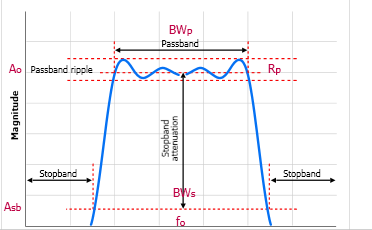 BWp
Passband
Ao
Passband ripple
Rp
Magnitude
Stopband
attenuation
Stopband
Stopband
BWs
Asb
fo